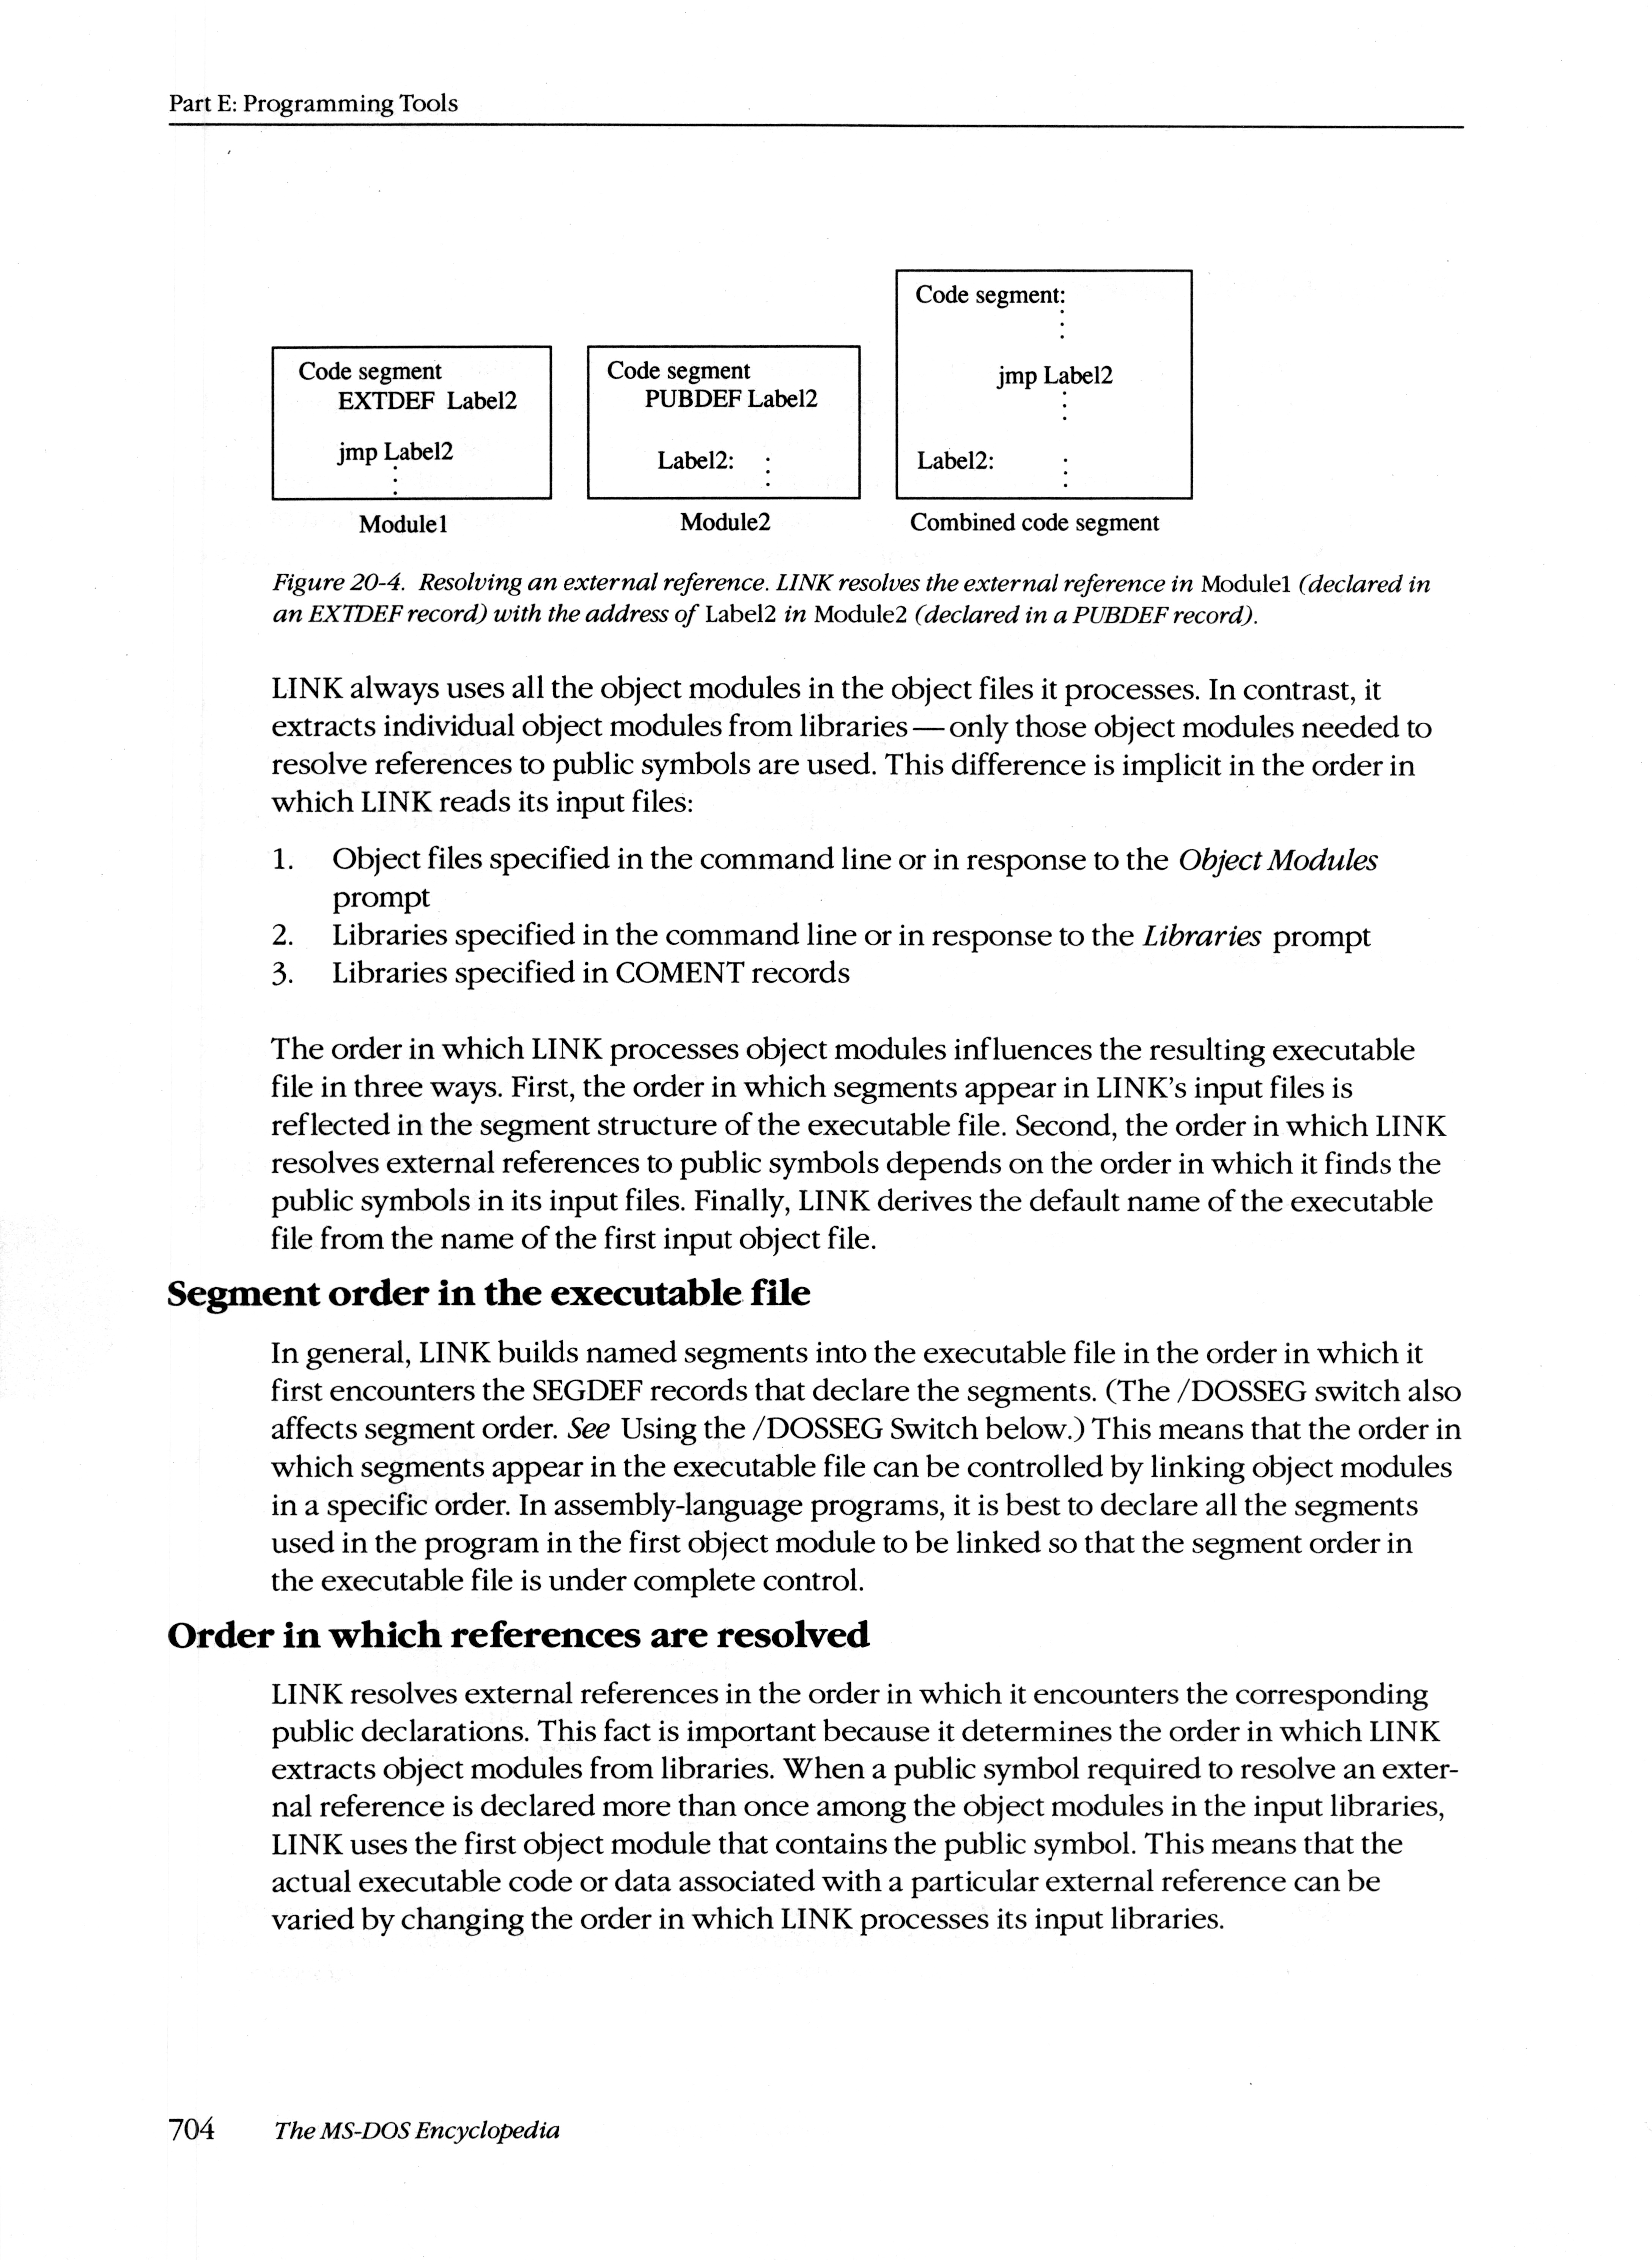 Part E: Programming Tools
Code segment
EXTDEF Label2
jmp Label2
Module1
Code segment
PUBDEF Label2
Label2:
Module2
Code segment:
jmp Label2
Label2:
Combined code segment
Figure 20-4. Resolving an external reference. LINK resolves the external reference in Module1 (declared in
an EXTDEF record) with the address of Label2 in Module2 (declared in a PUBDEF record).
LINK always uses all the object modules in the object files it processes. In contrast, it
extracts individual object modules from libraries — only those object modules needed to
resolve references to public symbols are used. This difference is implicit in the order in
which LINK reads its input files:
1. Object files specified in the command line or in response to the Object Modules
prompt
2. Libraries specified in the command line or in response to the Libraries prompt
3. Libraries specified in COMENT records
The order in which LINK processes object modules influences the resulting executable
file in three ways. First, the order in which segments appear in LINK's input files is
reflected in the segment structure of the executable file. Second, the order in which LINK
resolves external references to public symbols depends on the order in which it finds the
public symbols in its input files. Finally, LINK derives the default name of the executable
file from the name of the first input object file.
Segment order in the executable file
In general, LINK builds named segments into the executable file in the order in which it
first encounters the SEGDEF records that declare the segments. (The /DOSSEG switch also
affects segment order. See Using the /DOSSEG Switch below.) This means that the order in
which segments appear in the executable file can be controlled by linking object modules
in a specific order. In assembly-language programs, it is best to declare all the segments
used in the program in the first object module to be linked so that the segment order in
the executable file is under complete control.
Order in which references are resolved
LINK resolves external references in the order in which it encounters the corresponding
public declarations. This fact is important because it determines the order in which LINK
extracts object modules from libraries. When a public symbol required to resolve an exter-
nal reference is declared more than once among the object modules in the input libraries,
LINK uses the first object module that contains the public symbol. This means that the
actual executable code or data associated with a particular external reference can be
varied by changing the order in which LINK processes its input libraries.
704 The MS-DOS Encyclopedia